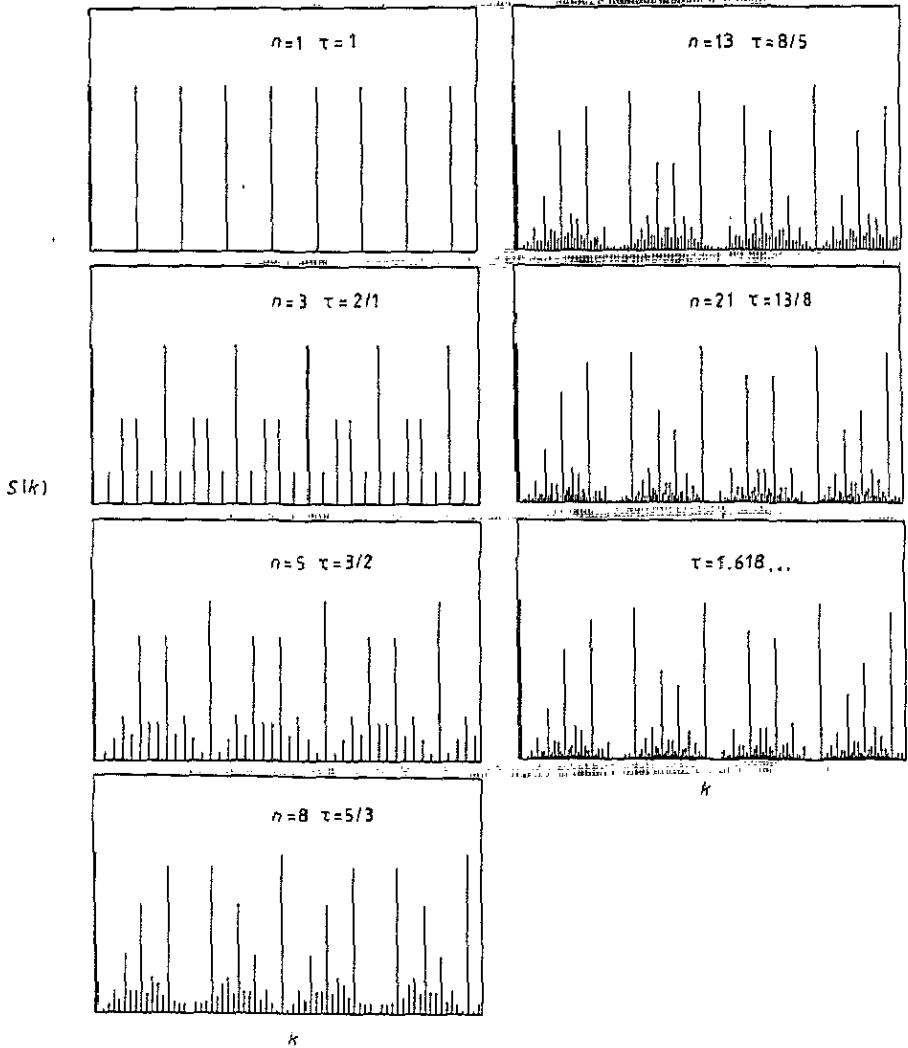 n=1 τ=1
n=3 τ=2/1
S(k)
n=5 τ=3/2
n=8 τ=5/3
k
n=13 τ=8/5
n=21 τ=13/8
τ=1.618...
k